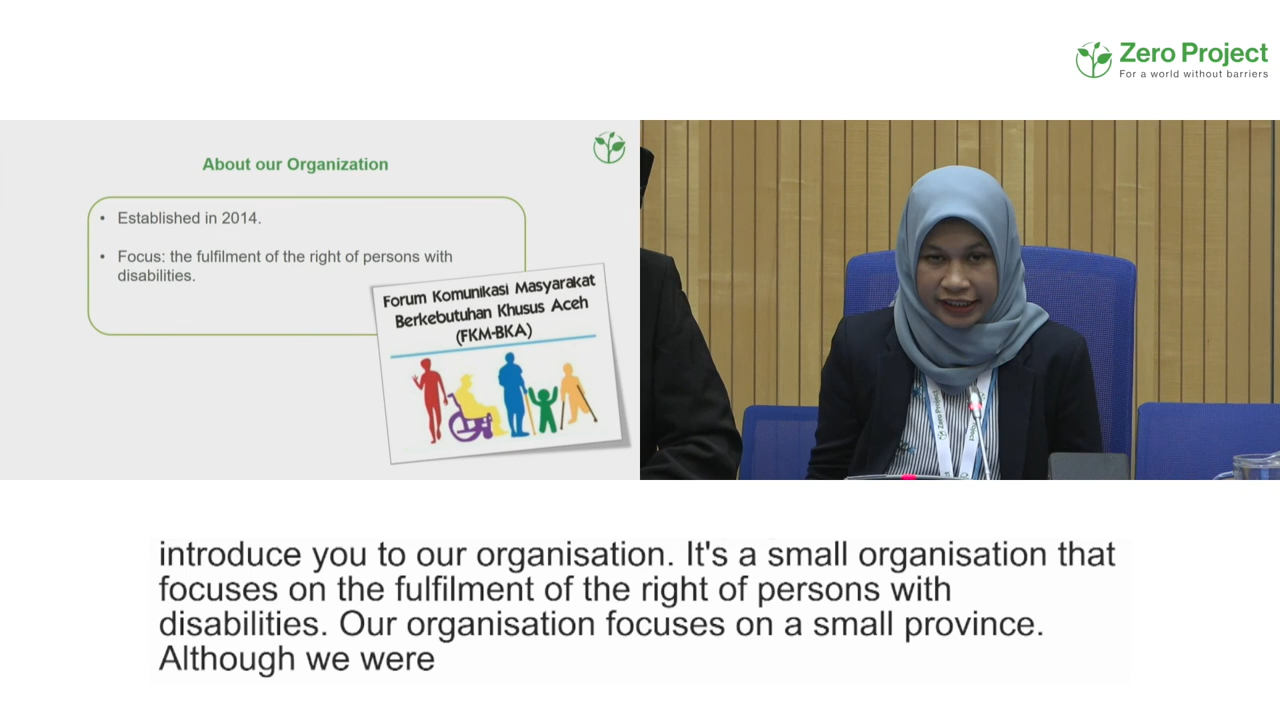 Zero Project
For a world without barriers
About our Organization
• Established in 2014.
• Focus: the fulfilment of the right of persons with
disabilities.
Forum Komunikasi Masyarakat
Berkebutuhan Khusus Aceh
(FKM-BKA)
Zero Project
introduce you to our organisation. It's a small organisation that
focuses on the fulfilment of the right of persons with
disabilities. Our organisation focuses on a small province.
Although we were